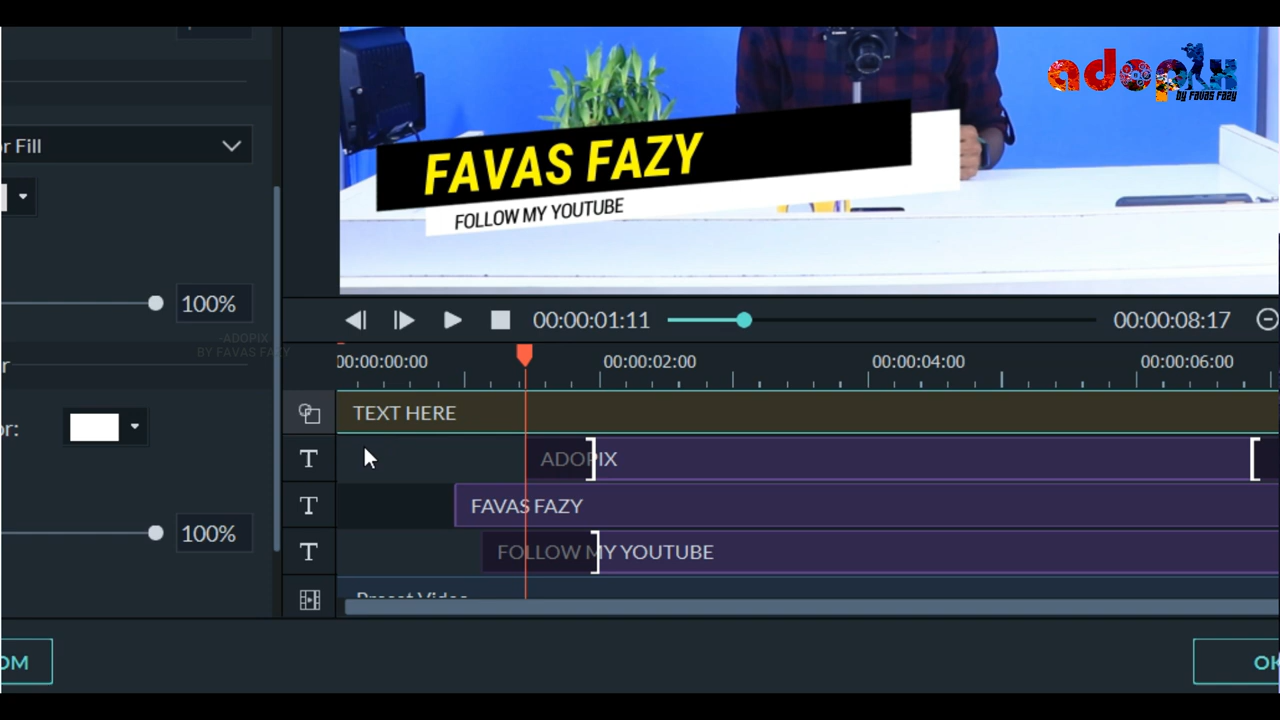 adopix
by FAVAS FAZY
r Fill
FAVAS FAZY
FOLLOW MY YOUTUBE
100%
00:00:01:11
00:00:08:17
-ADOPIX
BY FAVAS FAZY
00:00:00:00
00:00:02:00
00:00:04:00
00:00:06:00
r
TEXT HERE
or:
ADOPIX
FAVAS FAZY
100%
FOLLOW MY YOUTUBE
Preset Video
OM
OK